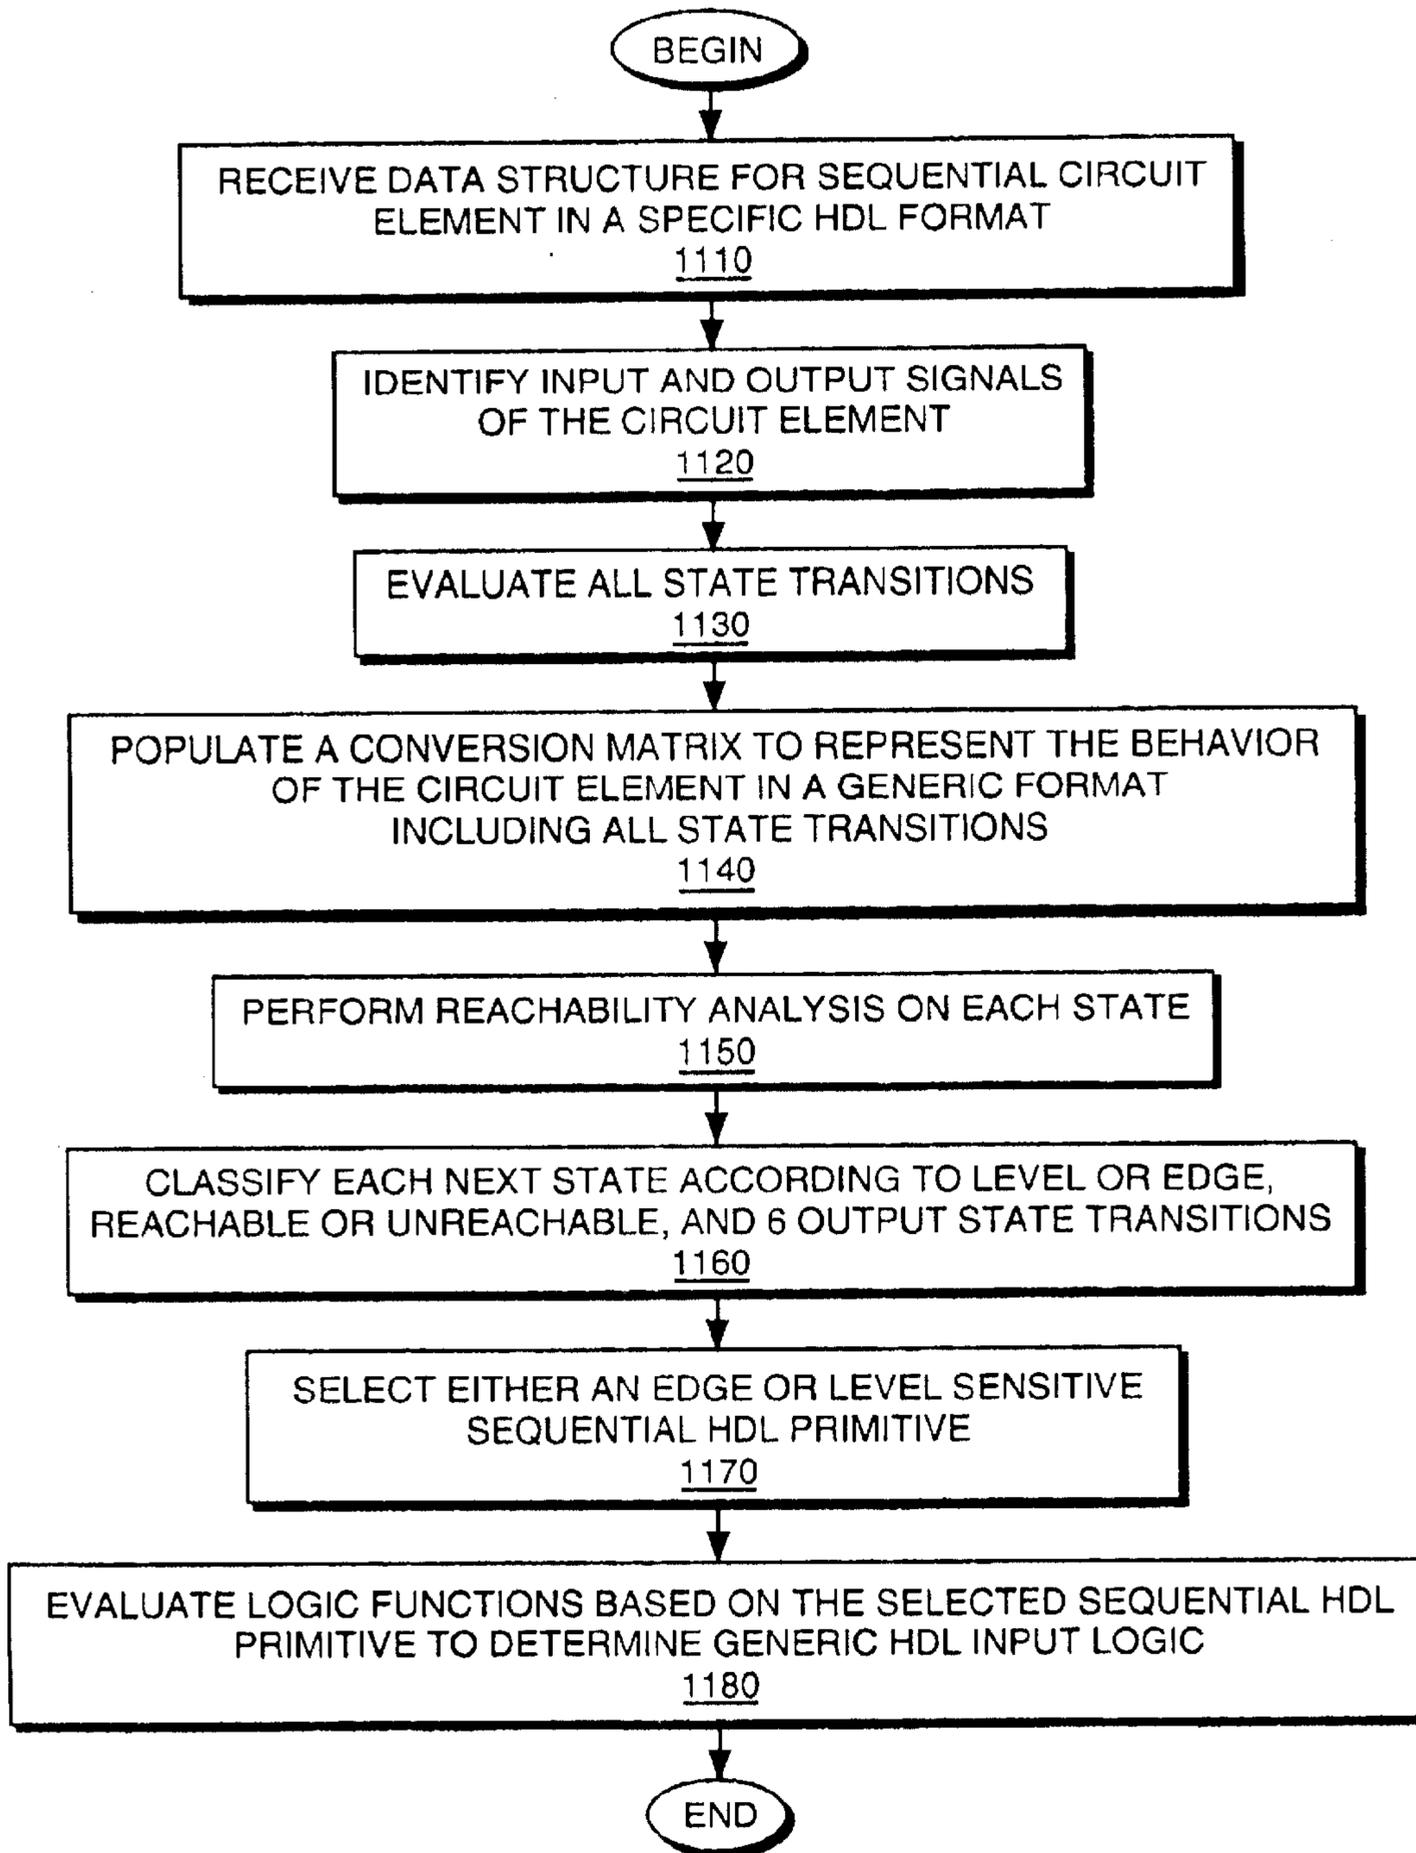 BEGIN
RECEIVE DATA STRUCTURE FOR SEQUENTIAL CIRCUIT
ELEMENT IN A SPECIFIC HDL FORMAT
1110
IDENTIFY INPUT AND OUTPUT SIGNALS
OF THE CIRCUIT ELEMENT
1120
EVALUATE ALL STATE TRANSITIONS
1130
POPULATE A CONVERSION MATRIX TO REPRESENT THE BEHAVIOR
OF THE CIRCUIT ELEMENT IN A GENERIC FORMAT
INCLUDING ALL STATE TRANSITIONS
1140
PERFORM REACHABILITY ANALYSIS ON EACH STATE
1150
CLASSIFY EACH NEXT STATE ACCORDING TO LEVEL OR EDGE,
REACHABLE OR UNREACHABLE, AND 6 OUTPUT STATE TRANSITIONS
1160
SELECT EITHER AN EDGE OR LEVEL SENSITIVE
SEQUENTIAL HDL PRIMITIVE
1170
EVALUATE LOGIC FUNCTIONS BASED ON THE SELECTED SEQUENTIAL HDL
PRIMITIVE TO DETERMINE GENERIC HDL INPUT LOGIC
1180
END